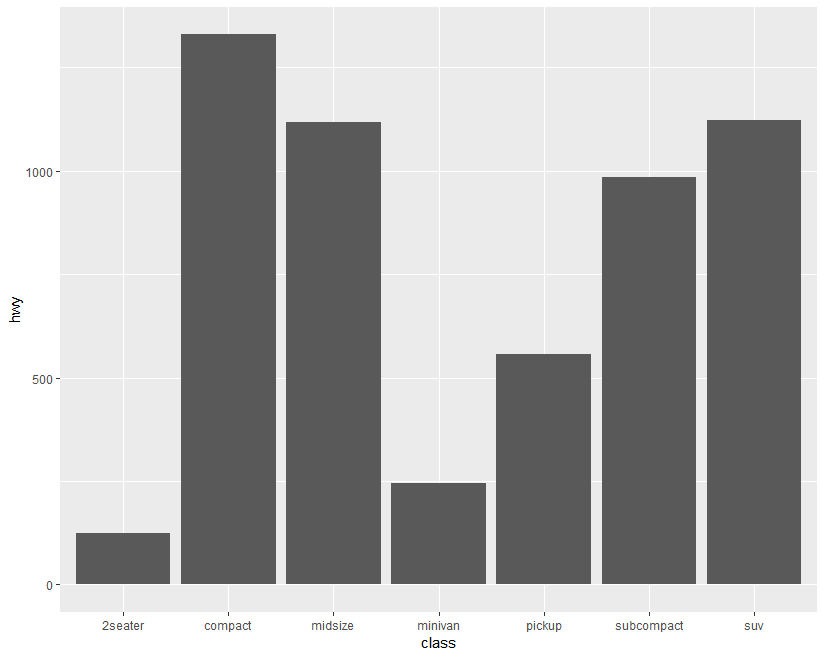 hwy
1000
500
0
2seater compact midsize minivan pickup subcompact suv
class